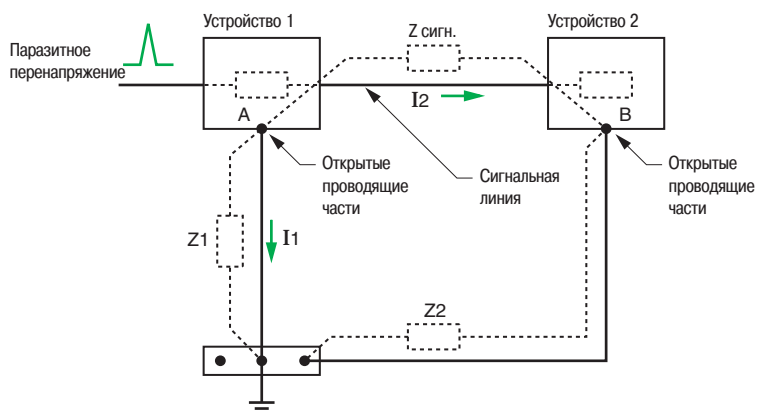 Устройство 1
Z сигн.
Устройство 2
Паразитное
перенапряжение
A
I2
B
Открытые
проводящие
части
Сигнальная
линия
Открытые
проводящие
части
Z1
I1
Z2